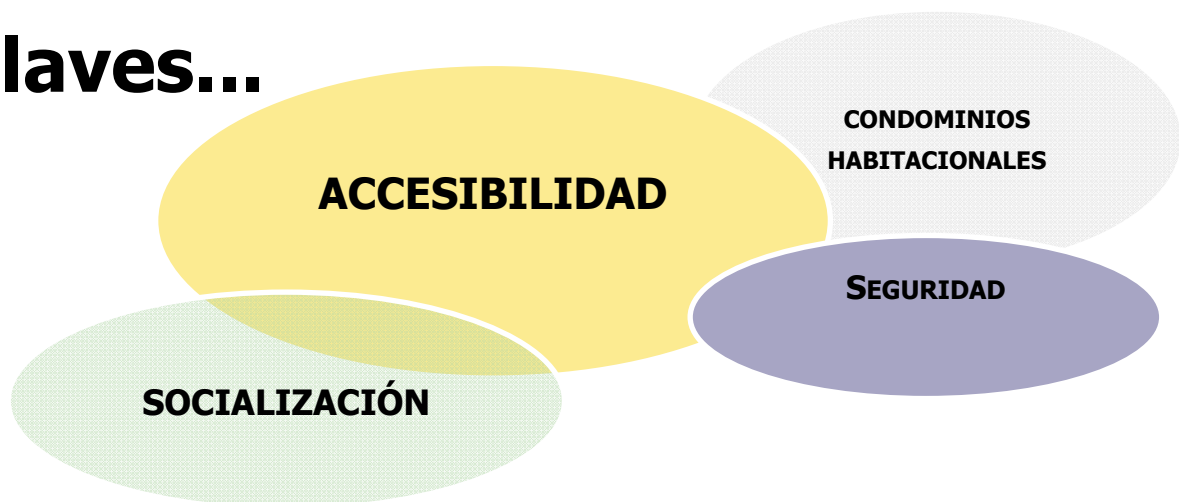 laves...
CONDOMINIOS
HABITACIONALES
ACCESIBILIDAD
SEGURIDAD
SOCIALIZACIÓN